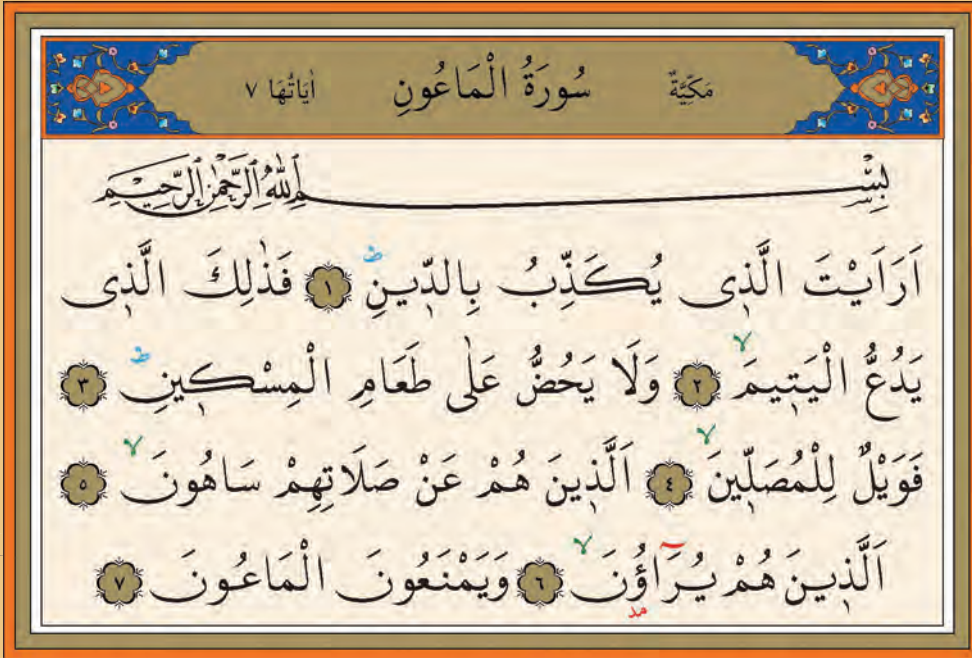 مَكِّيَّةٌ سُورَةُ الْمَاعُونِ اٰيَاتُهَا ٧
بِسْمِ اللّٰهِ الرَّحْمٰنِ الرَّحِيمِ
اَرَاَيْتَ الَّذ۪ى يُكَذِّبُ بِالدّ۪ينِۜ ١ فَذٰلِكَ الَّذ۪ى
يَدُعُّ الْيَت۪يمَۙ ٢ وَلَا يَحُضُّ عَلٰى طَعَامِ الْمِسْك۪ينِۜ ٣
فَوَيْلٌ لِلْمُصَلّ۪ينَۙ ٤ اَلَّذ۪ينَ هُمْ عَنْ صَلَاتِهِمْ سَاهُونَۙ ٥
اَلَّذ۪ينَ هُمْ يُرَٓاؤُ۫نَۙ ٦ وَيَمْنَعُونَ الْمَاعُونَ ٧
مد